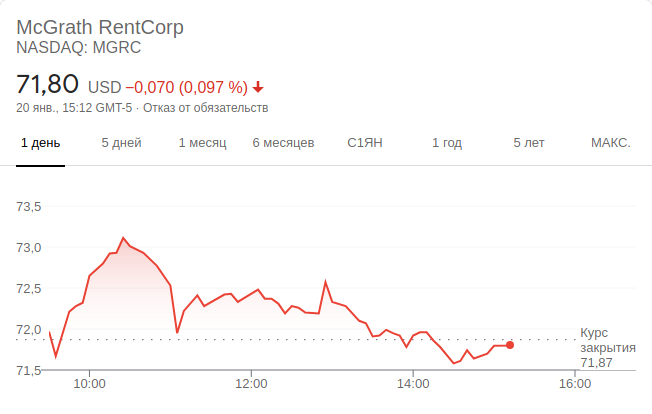 McGrath RentCorp
NASDAQ: MGRC
71,80 USD −0,070 (0,097 %)
20 янв., 15:12 GMT-5 · Отказ от обязательств
1 день 5 дней 1 месяц 6 месяцев С1ЯН 1 год 5 лет МАКС.
73,5
73,0
72,5
72,0
Курс
закрытия
71,87
71,5
10:00 12:00 14:00 16:00